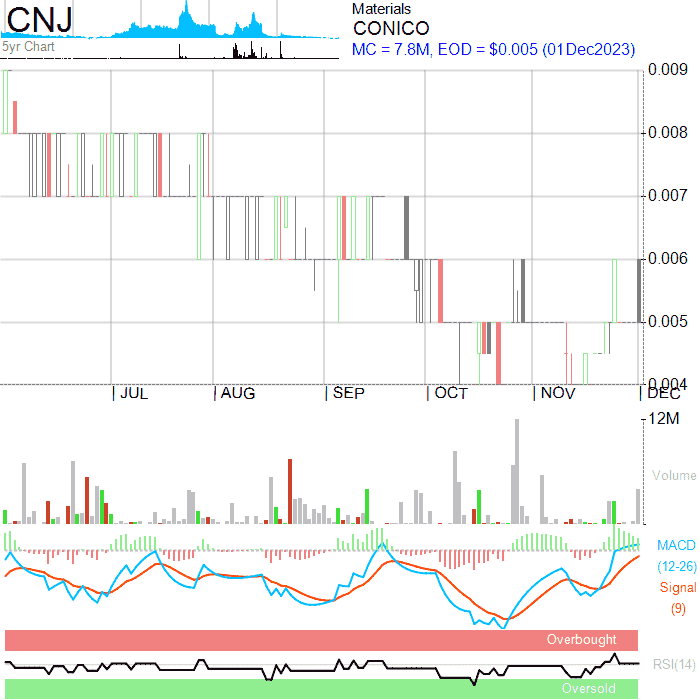 CNJ
5yr Chart
Materials
CONICO
MC = 7.8M, EOD = $0.005 (01Dec2023)
0.009
0.008
0.007
0.006
0.005
0.004
JUL AUG SEP OCT NOV DEC
12M
Volume
MACD
(12-26)
Signal
(9)
Overbought
RSI(14)
Oversold